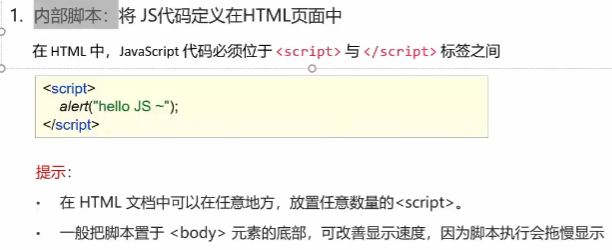 1. 内部脚本：将 JS代码定义在HTML页面中
在 HTML 中，JavaScript 代码必须位于 <script> 与 </script> 标签之间
<script>
alert("hello JS ~");
</script>
提示：
• 在 HTML 文档中可以在任意地方，放置任意数量的<script>。
• 一般把脚本置于 <body> 元素的底部，可改善显示速度，因为脚本执行会拖慢显示